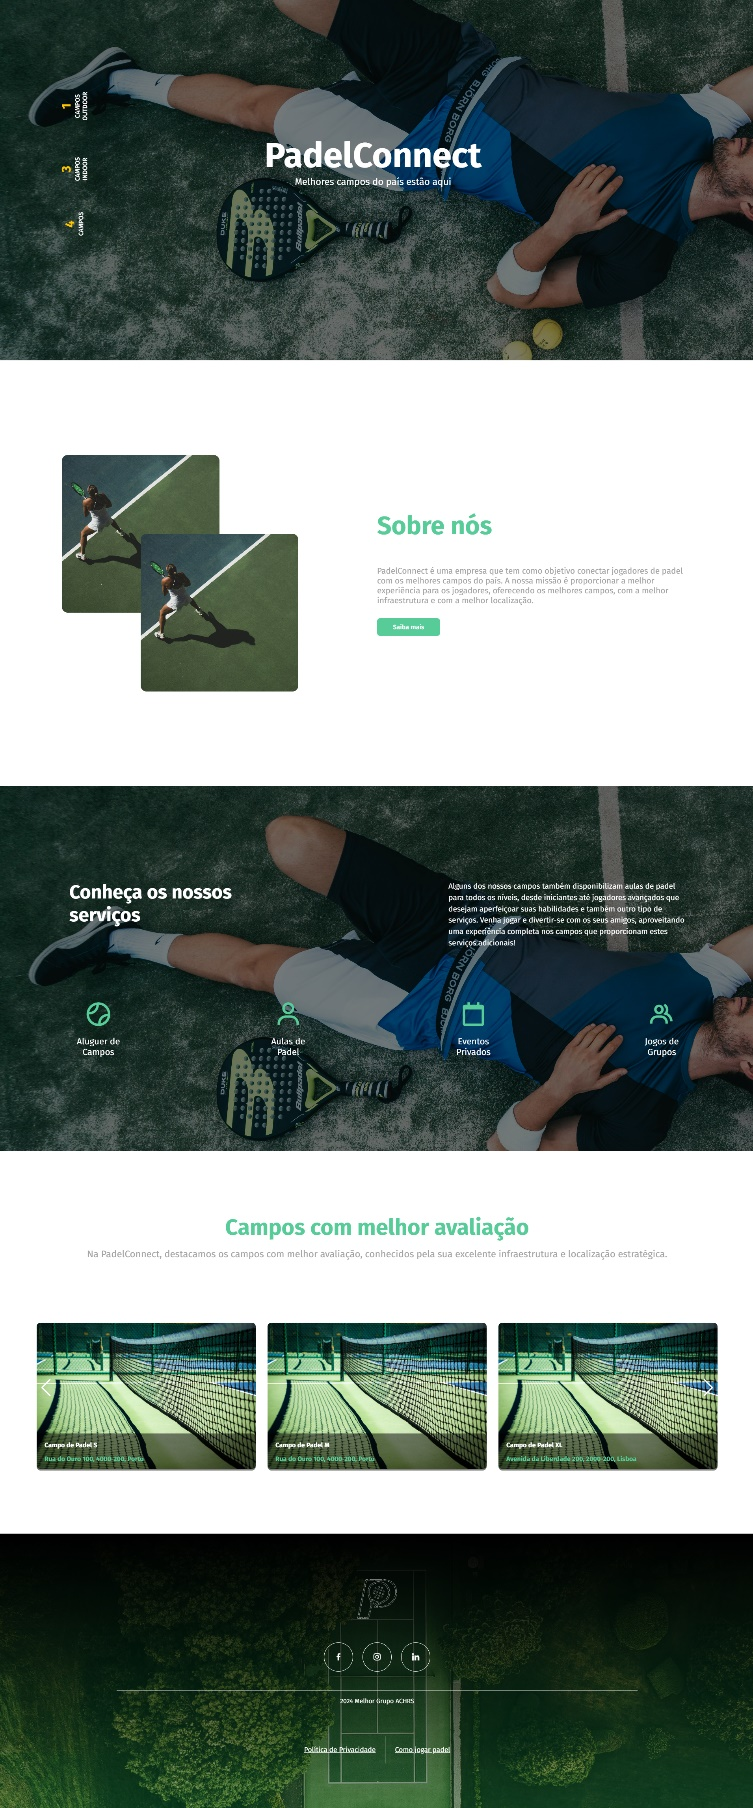 1
CAMPOS
OUTDOOR
3
CAMPOS
INDOOR
4
CAMPOS
PadelConnect
Melhores campos do país estão aqui
BJORN BORG
BORG
DUKE
Bullpadel
Sobre nós
PadelConnect é uma empresa que tem como objetivo conectar jogadores de padel
com os melhores campos do país. A nossa missão é proporcionar a melhor
experiência para os jogadores, oferecendo os melhores campos, com a melhor
infraestrutura e com a melhor localização.
Saiba mais
Conheça os nossos
serviços
Alguns dos nossos campos também disponibilizam aulas de padel
para todos os níveis, desde iniciantes até jogadores avançados que
desejam aperfeiçoar suas habilidades e também outro tipo de
serviços. Venha jogar e divertir-se com os seus amigos, aproveitando
uma experiência completa nos campos que proporcionam estes
serviços adicionais!
BORG
Aluguer de
Campos
Aulas de
Padel
Eventos
Privados
Jogos de
Grupos
DUKE
Bullpadel
Campos com melhor avaliação
Na PadelConnect, destacamos os campos com melhor avaliação, conhecidos pela sua excelente infraestrutura e localização estratégica.
Campo de Padel S
Rua do Ouro 100, 4000-200, Porto
Campo de Padel M
Rua do Ouro 100, 4000-200, Porto
Campo de Padel XL
Avenida da Liberdade 200, 2000-200, Lisboa
2024 Melhor Grupo ACHRS
Política de Privacidade
Como jogar padel